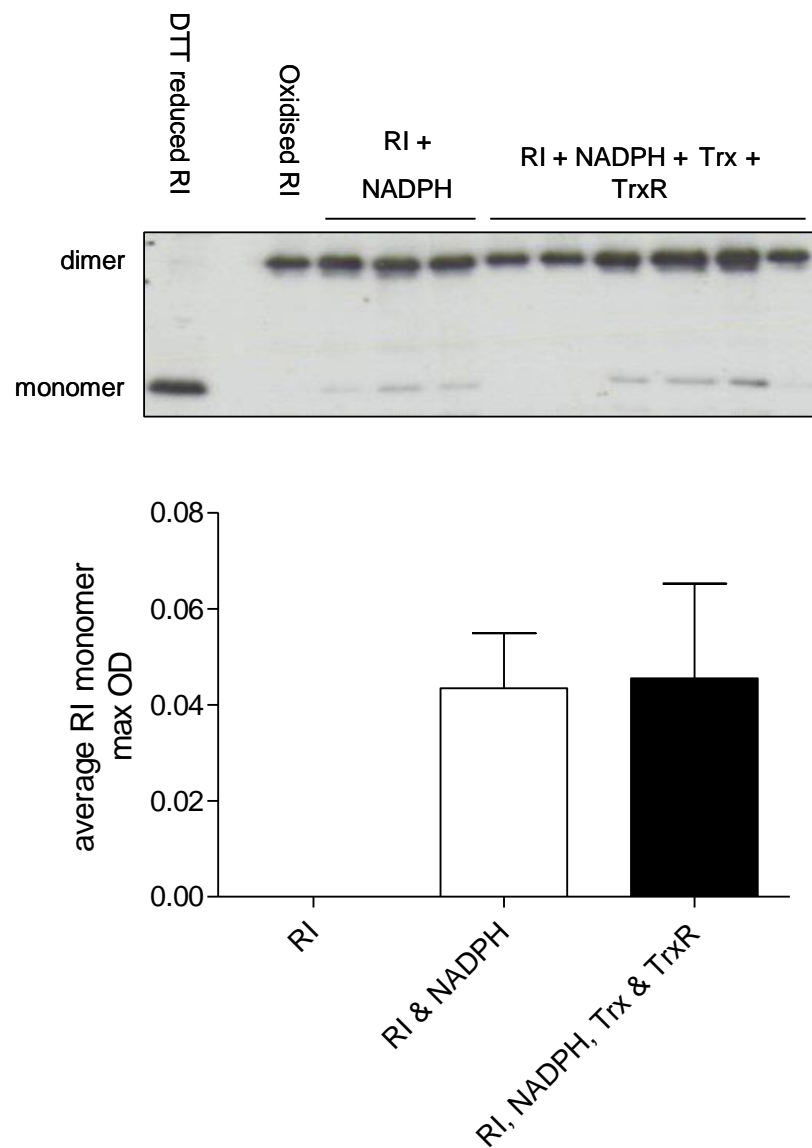 DTT reduced RI
Oxidised RI
RI +
NADPH
RI + NADPH + Trx +
TrxR
dimer
monomer
0.08
0.06
0.04
0.02
0.00
average RI monomer
max OD
RI
RI & NADPH
RI, NADPH, Trx & TrxR